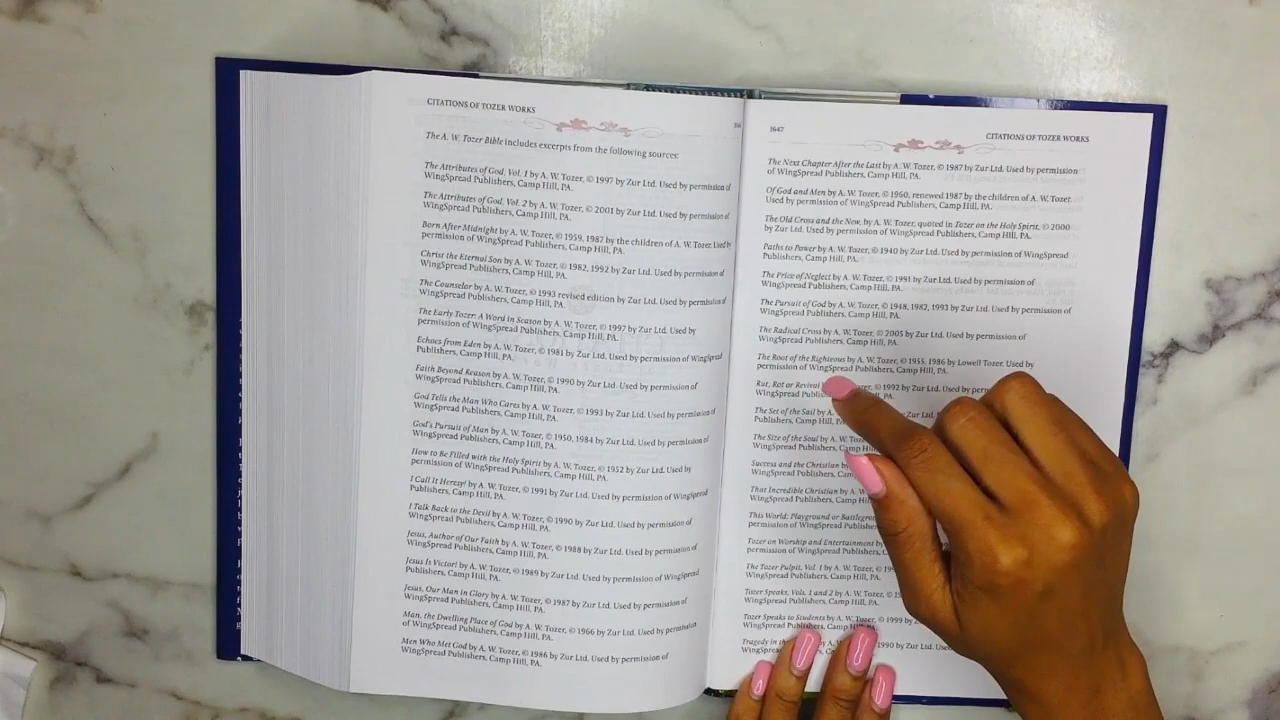 CITATIONS OF TOZER WORKS
The A. W. Tozer Bible includes excerpts from the following sources:
The Attributes of God, Vol. 1 by A. W. Tozer, © 1997 by Zur Ltd. Used by permission of
WingSpread Publishers, Camp Hill, PA.
The Attributes of God, Vol. 2 by A. W. Tozer, © 2001 by Zur Ltd. Used by permission of
WingSpread Publishers, Camp Hill, PA.
Born After Midnight by A. W. Tozer, © 1959, 1987 by the children of A. W. Tozer. Used by
permission of WingSpread Publishers, Camp Hill, PA.
Christ the Eternal Son by A. W. Tozer, © 1982, 1992 by Zur Ltd. Used by permission of
WingSpread Publishers, Camp Hill, PA.
The Counselor by A. W. Tozer, © 1993 revised edition by Zur Ltd. Used by permission of
WingSpread Publishers, Camp Hill, PA.
The Early Tozer: A Word in Season by A. W. Tozer, © 1997 by Zur Ltd. Used by
permission of WingSpread Publishers, Camp Hill, PA.
Echoes from Eden by A. W. Tozer, © 1981 by Zur Ltd. Used by permission of WingSpread
Publishers, Camp Hill, PA.
Faith Beyond Reason by A. W. Tozer, © 1990 by Zur Ltd. Used by permission of
WingSpread Publishers, Camp Hill, PA.
God Tells the Man Who Cares by A. W. Tozer, © 1993 by Zur Ltd. Used by permission of
WingSpread Publishers, Camp Hill, PA.
God's Pursuit of Man by A. W. Tozer, © 1950, 1984 by Zur Ltd. Used by permission of
WingSpread Publishers, Camp Hill, PA.
How to Be Filled with the Holy Spirit by A. W. Tozer, © 1952 by Zur Ltd. Used by
permission of WingSpread Publishers, Camp Hill, PA.
I Call It Heresy! by A. W. Tozer, © 1991 by Zur Ltd. Used by permission of WingSpread
Publishers, Camp Hill, PA.
I Talk Back to the Devil by A. W. Tozer, © 1990 by Zur Ltd. Used by permission of
WingSpread Publishers, Camp Hill, PA.
Jesus, Author of Our Faith by A. W. Tozer, © 1988 by Zur Ltd. Used by permission of
WingSpread Publishers, Camp Hill, PA.
Jesus Is Victor! by A. W. Tozer, © 1989 by Zur Ltd. Used by permission of WingSpread
Publishers, Camp Hill, PA.
Jesus, Our Man in Glory by A. W. Tozer, © 1987 by Zur Ltd. Used by permission of
WingSpread Publishers, Camp Hill, PA.
Man, the Dwelling Place of God by A. W. Tozer, © 1966 by Zur Ltd. Used by permission
of WingSpread Publishers, Camp Hill, PA.
Men Who Met God by A. W. Tozer, © 1986 by Zur Ltd. Used by permission of
WingSpread Publishers, Camp Hill, PA.
1647 CITATIONS OF TOZER WORKS
The Next Chapter After the Last by A. W. Tozer, © 1987 by Zur Ltd. Used by permission
of WingSpread Publishers, Camp Hill, PA.
Of God and Men by A. W. Tozer, © 1960, renewed 1987 by the children of A. W. Tozer.
Used by permission of WingSpread Publishers, Camp Hill, PA.
The Old Cross and the New, by A. W. Tozer, quoted in Tozer on the Holy Spirit, © 2000
by Zur Ltd. Used by permission of WingSpread Publishers, Camp Hill, PA.
Paths to Power by A. W. Tozer, © 1940 by Zur Ltd. Used by permission of WingSpread
Publishers, Camp Hill, PA.
The Price of Neglect by A. W. Tozer, © 1991 by Zur Ltd. Used by permission of
WingSpread Publishers, Camp Hill, PA.
The Pursuit of God by A. W. Tozer, © 1948, 1982, 1993 by Zur Ltd. Used by permission of
WingSpread Publishers, Camp Hill, PA.
The Radical Cross by A. W. Tozer, © 2005 by Zur Ltd. Used by permission of
WingSpread Publishers, Camp Hill, PA.
The Root of the Righteous by A. W. Tozer, © 1955, 1986 by Lowell Tozer. Used by
permission of WingSpread Publishers, Camp Hill, PA.
Rut, Rot or Revival © 1992 by Zur Ltd. Used by
WingSpread
The Set of the Sail by A. Zur Ltd.
WingSpread Publishers,
The Size of the Soul by A. W.
WingSpread Publishers, Camp
Success and the Christian by
WingSpread Publishers, Camp
That Incredible Christian by A. W.
WingSpread Publishers, Camp Hill,
This World: Playground or
permission of WingSpread
Tozer on Worship and Entertainment by
permission of WingSpread Publishers,
The Tozer Pulpit, Vol. 1 by A. W. Tozer, ©
WingSpread Publishers, Camp Hill, PA.
Tozer Speaks, Vols. 1 and 2 by A. W. Tozer, ©
WingSpread Publishers, Camp Hill, PA.
Tozer Speaks to Students by A. W. Tozer, © 1999 by
WingSpread Publishers, Camp
Tragedy in the 1990 by Zur Ltd.
WingSpread